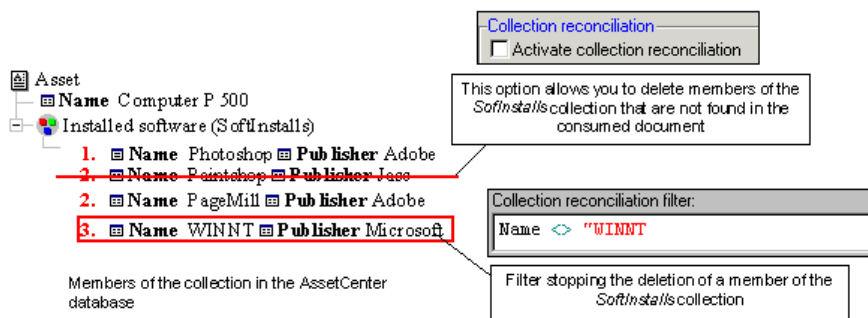 Collection reconciliation
Activate collection reconciliation
Asset
Name Computer P 500
Installed software (SoftInstalls)
This option allows you to delete members of the
SofInstalls collection that are not found in the
consumed document
1. Name Photoshop Publisher Adobe
2. Name Paintshop Publisher Jasc
2. Name PageMill Publisher Adobe
3. Name WINNT Publisher Microsoft
Collection reconciliation filter:
Name <> "WINNT
Members of the collection in the AssetCenter
database
Filter stopping the deletion of a member of the
SoftInstalls collection